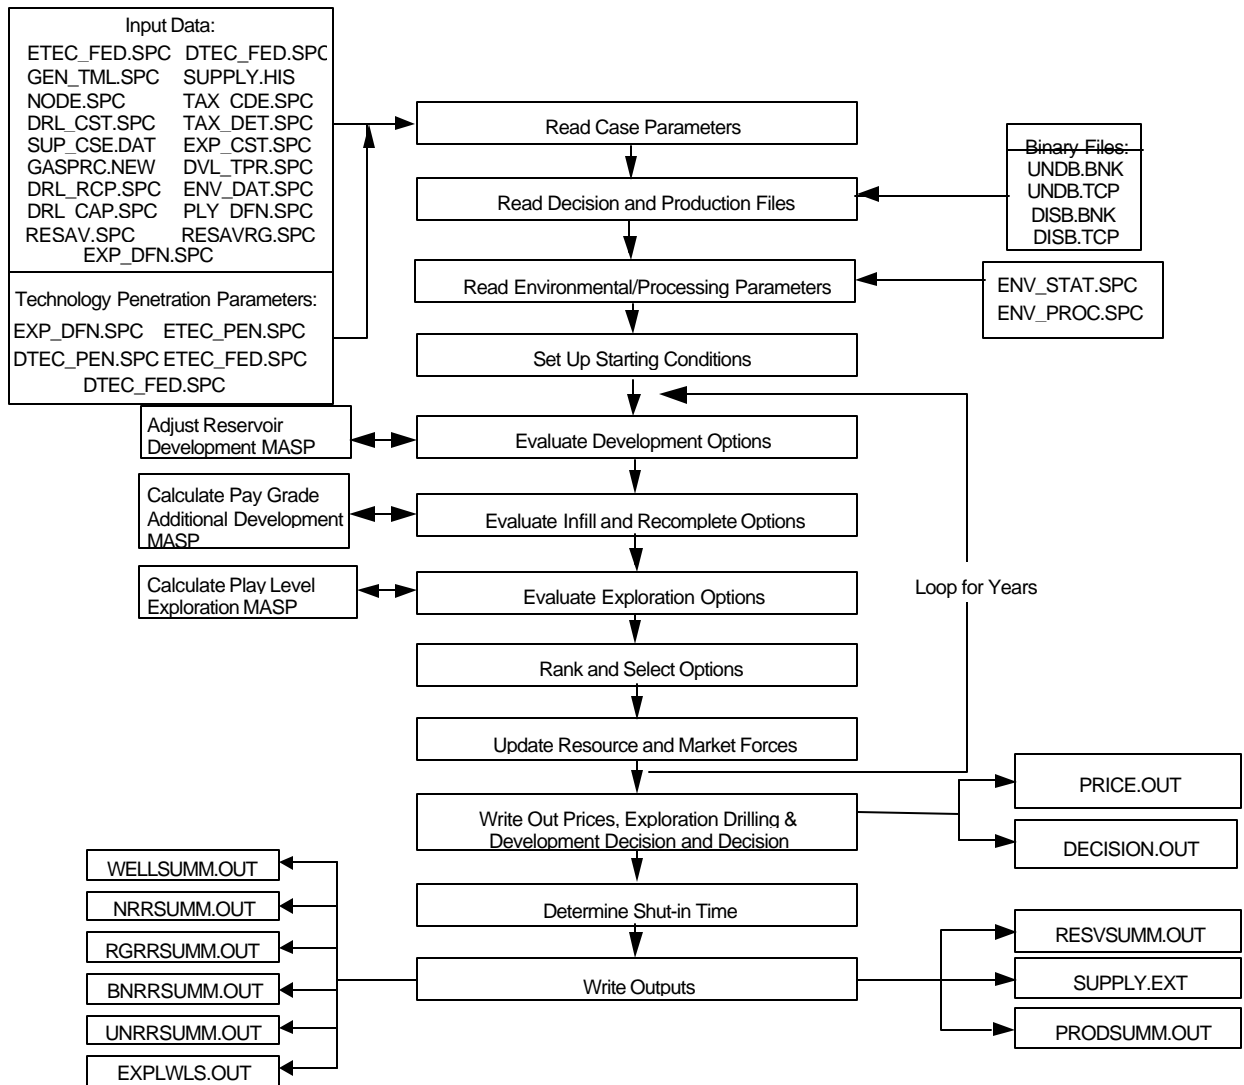 Input Data:
ETEC_FED.SPC DTEC_FED.SPC
GEN_TML.SPC SUPPLY.HIS
NODE.SPC TAX_CDE.SPC
DRL_CST.SPC TAX_DET.SPC
SUP_CSE.DAT EXP_CST.SPC
GASPRC.NEW DVL_TPR.SPC
DRL_RCP.SPC ENV_DAT.SPC
DRL_CAP.SPC PLY_DFN.SPC
RESAV.SPC RESAVRG.SPC
EXP_DFN.SPC
Technology Penetration Parameters:
EXP_DFN.SPC ETEC_PEN.SPC
DTEC_PEN.SPC ETEC_FED.SPC
DTEC_FED.SPC
Read Case Parameters
Binary Files:
UNDB.BNK
UNDB.TCP
DISB.BNK
DISB.TCP
Read Decision and Production Files
Read Environmental/Processing Parameters
ENV_STAT.SPC
ENV_PROC.SPC
Set Up Starting Conditions
Adjust Reservoir
Development MASP
Evaluate Development Options
Calculate Pay Grade
Additional Development
MASP
Evaluate Infill and Recomplete Options
Calculate Play Level
Exploration MASP
Evaluate Exploration Options
Loop for Years
Rank and Select Options
Update Resource and Market Forces
Write Out Prices, Exploration Drilling &
Development Decision and Decision
PRICE.OUT
DECISION.OUT
Determine Shut-in Time
Write Outputs
WELLSUMM.OUT
NRRSUMM.OUT
RGRRSUMM.OUT
BNRRSUMM.OUT
UNRRSUMM.OUT
EXPLWLS.OUT
RESVSUMM.OUT
SUPPLY.EXT
PRODSUMM.OUT